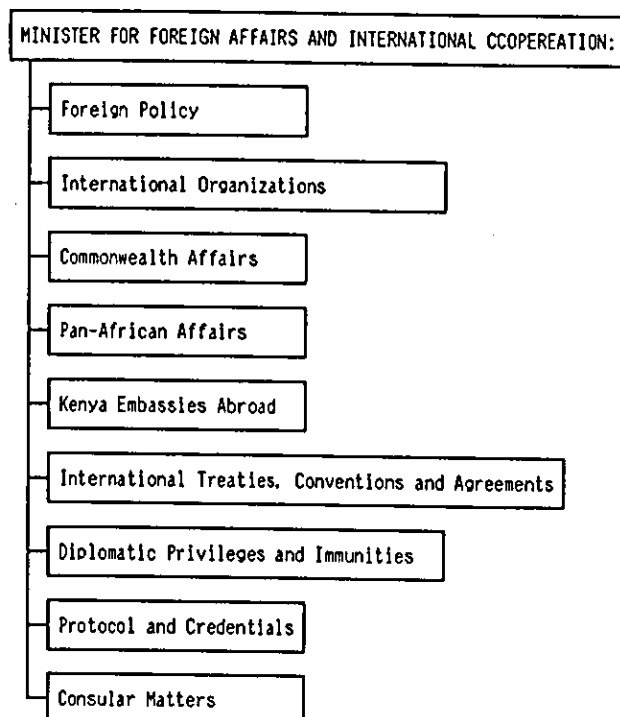 MINISTER FOR FOREIGN AFFAIRS AND INTERNATIONAL CCOPEREATION:
Foreign Policy
International Organizations
Commonwealth Affairs
Pan-African Affairs
Kenya Embassies Abroad
International Treaties. Conventions and Agreements
Diplomatic Privileges and Immunities
Protocol and Credentials
Consular Matters